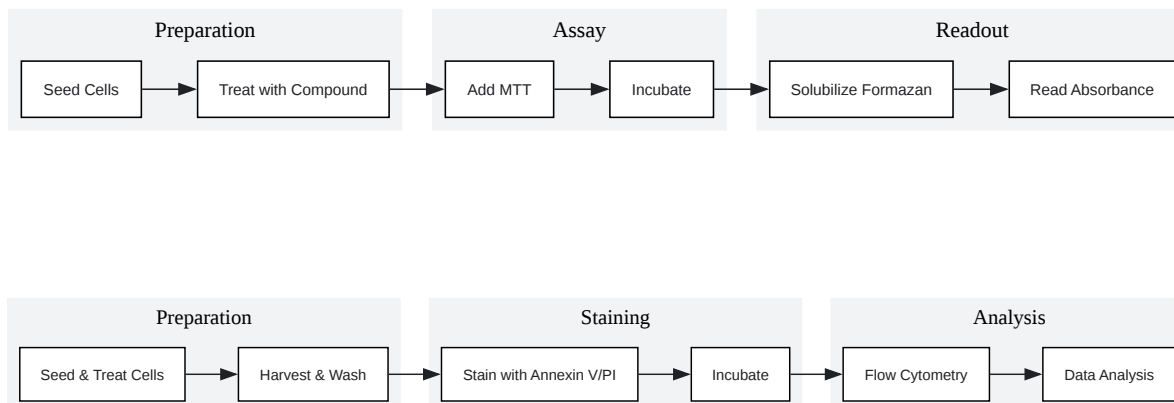 Preparation Assay Readout
Seed Cells Treat with Compound Add MTT Incubate Solubilize Formazan Read Absorbance
Preparation Staining Analysis
Seed & Treat Cells Harvest & Wash Stain with Annexin V/PI Incubate Flow Cytometry Data Analysis